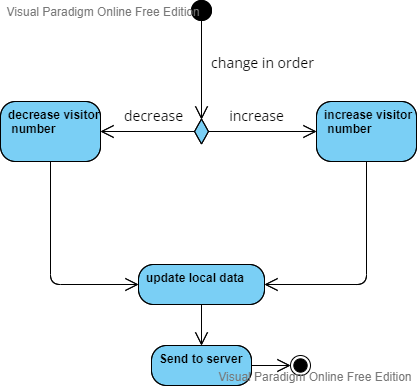 Visual Paradigm Online Free Edition
change in order
decrease
increase
decrease visitor
number
increase visitor
number
update local data
Send to server
Visual Paradigm Online Free Edition